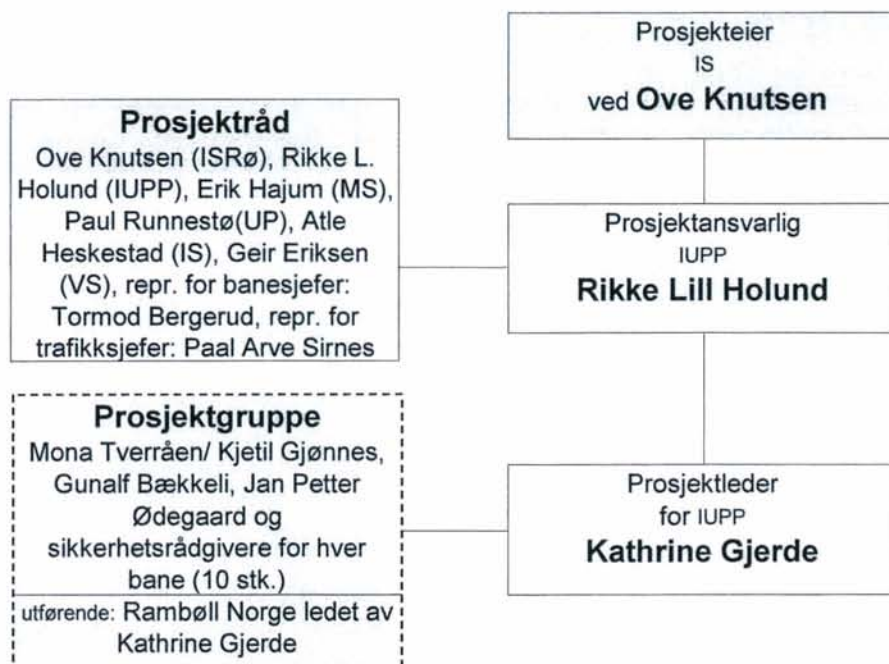 Prosjekteier
IS
ved Ove Knutsen
Prosjektråd
Ove Knutsen (ISRø), Rikke L.
Holund (IUPP), Erik Hajum (MS),
Paul Runnestø(UP), Atle
Heskestad (IS), Geir Eriksen
(VS), repr. for banesjefer:
Tormod Bergerud, repr. for
trafikksjefer: Paal Arve Sirnes
Prosjektansvarlig
IUPP
Rikke Lill Holund
Prosjektgruppe
Mona Tverråen/ Kjetil Gjønnes,
Gunalf Bækkeli, Jan Petter
Ødegaard og
sikkerhetsrådgivere for hver
bane (10 stk.)
utførende: Rambøll Norge ledet av
Kathrine Gjerde
Prosjektleder
for IUPP
Kathrine Gjerde